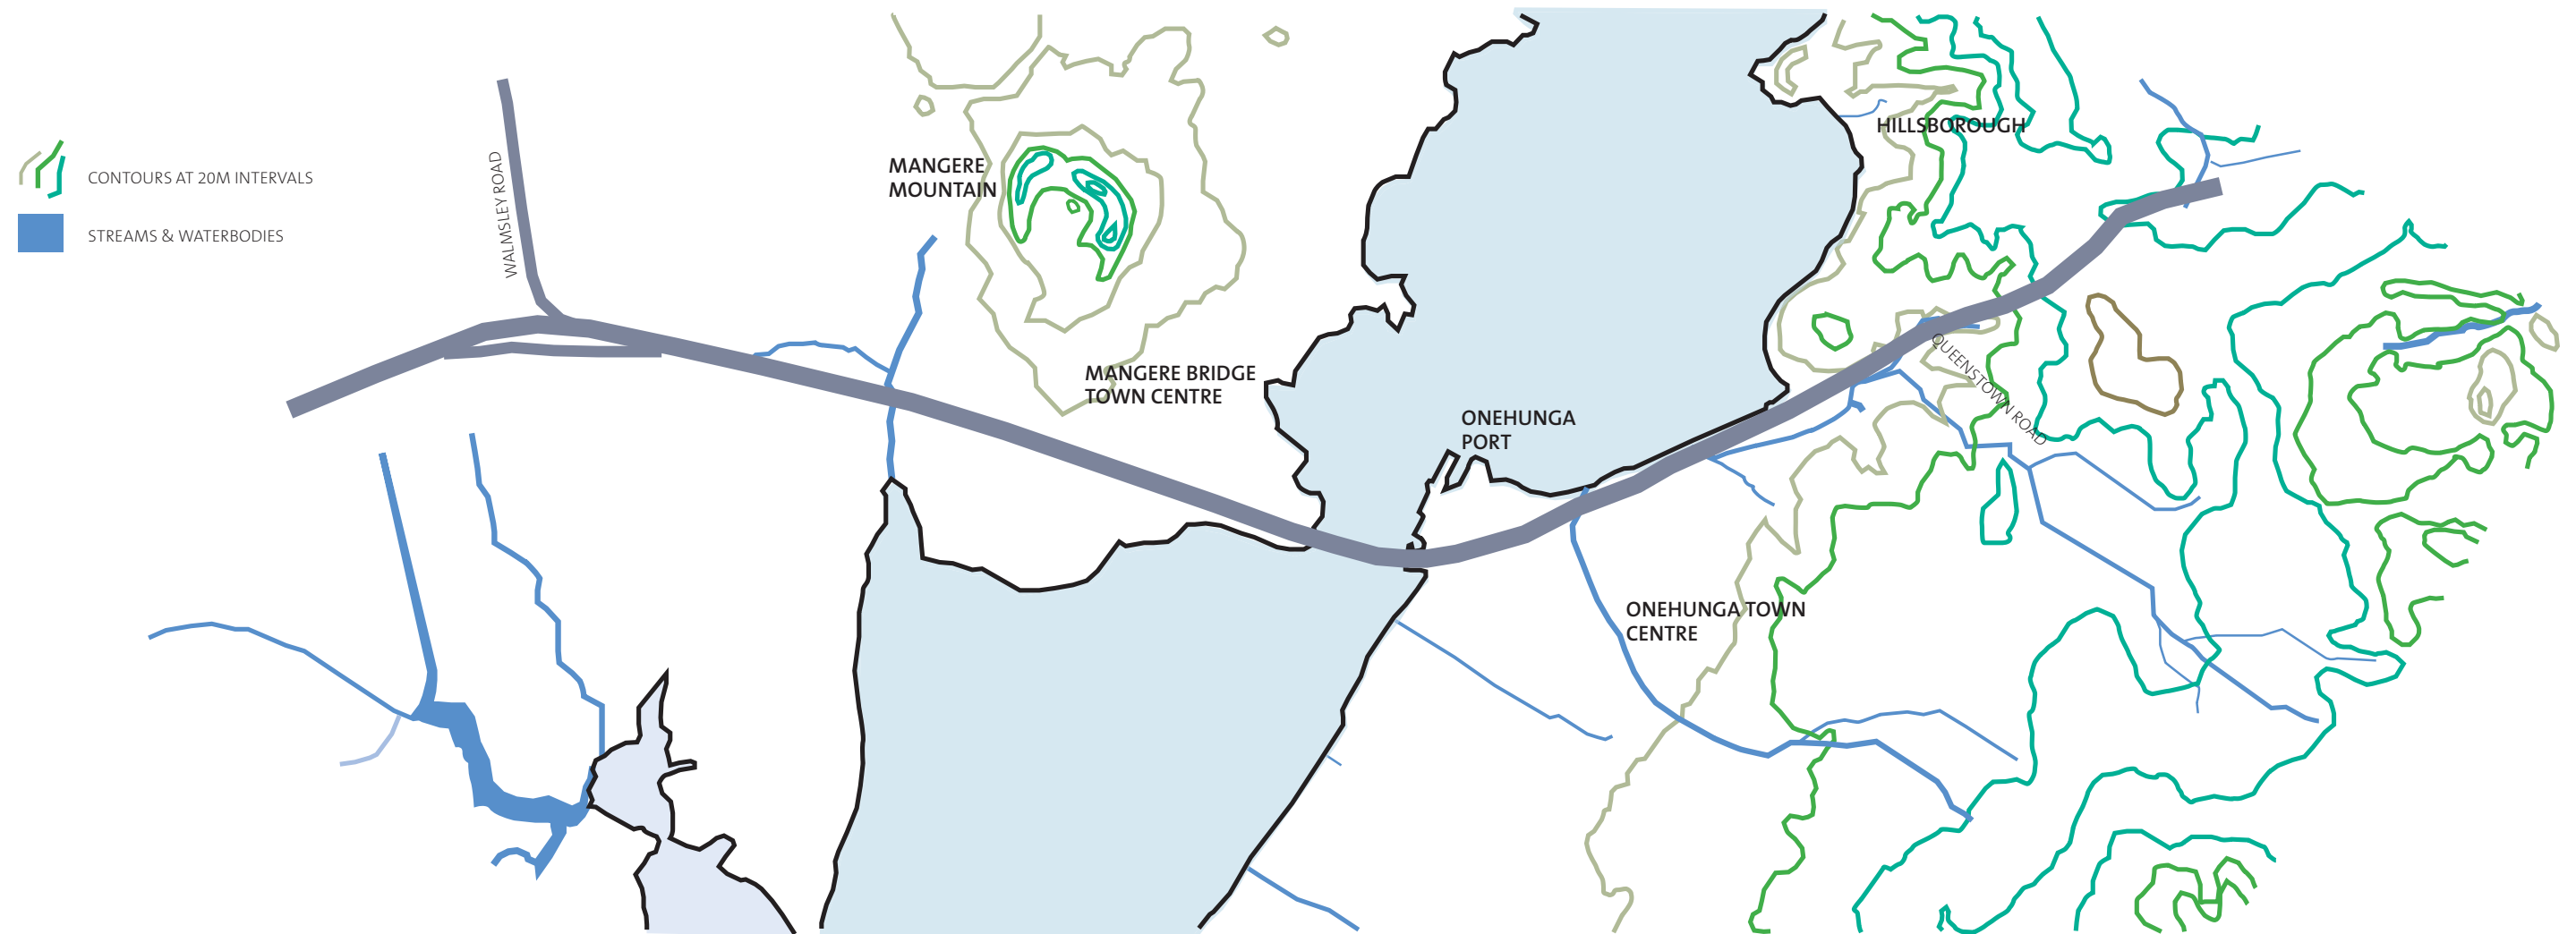 CONTOURS AT 20M INTERVALS
STREAMS & WATERBODIES
WALMSLEY ROAD
MANGERE
MOUNTAIN
MANGERE BRIDGE
TOWN CENTRE
ONEHUNGA
PORT
HILLSBOROUGH
QUEENSTOWN ROAD
ONEHUNGA TOWN
CENTRE